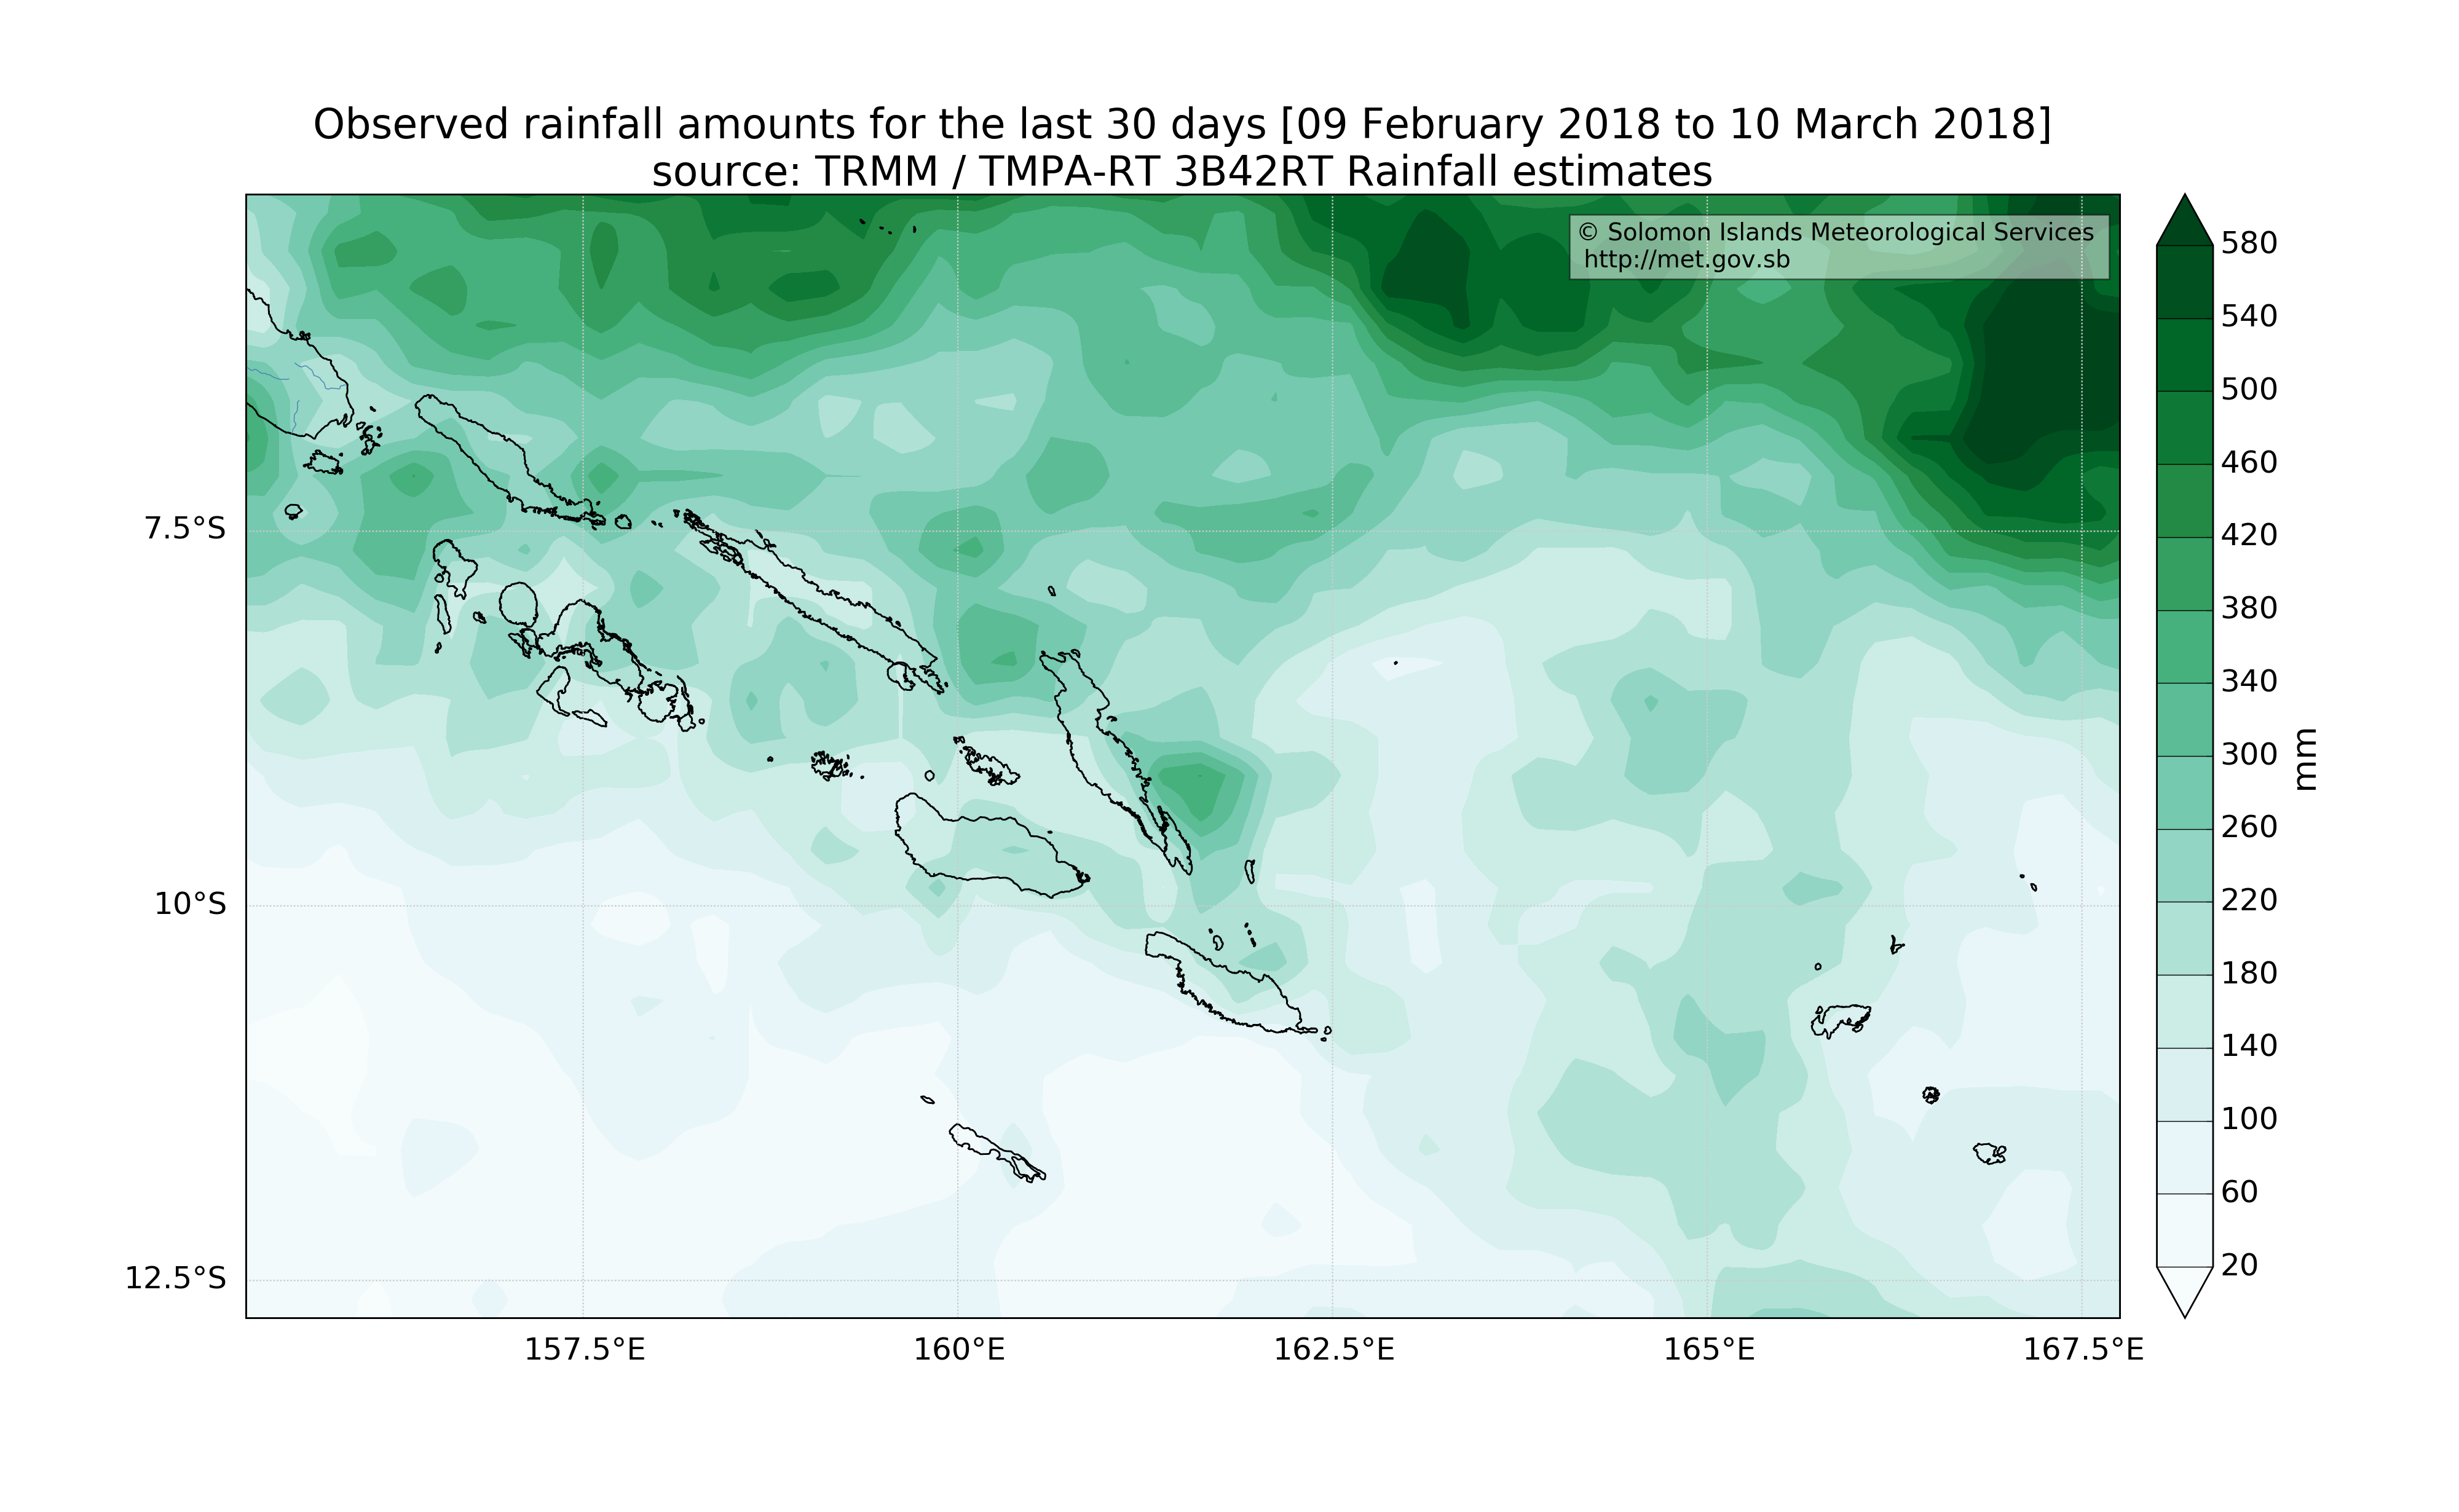 Observed rainfall amounts for the last 30 days [09 February 2018 to 10 March 2018]
source: TRMM / TMPA-RT 3B42RT Rainfall estimates
© Solomon Islands Meteorological Services
http://met.gov.sb
7.5°S
10°S
12.5°S
157.5°E
160°E
162.5°E
165°E
167.5°E
580
540
500
460
420
380
340
300
260
220
180
140
100
60
20
mm